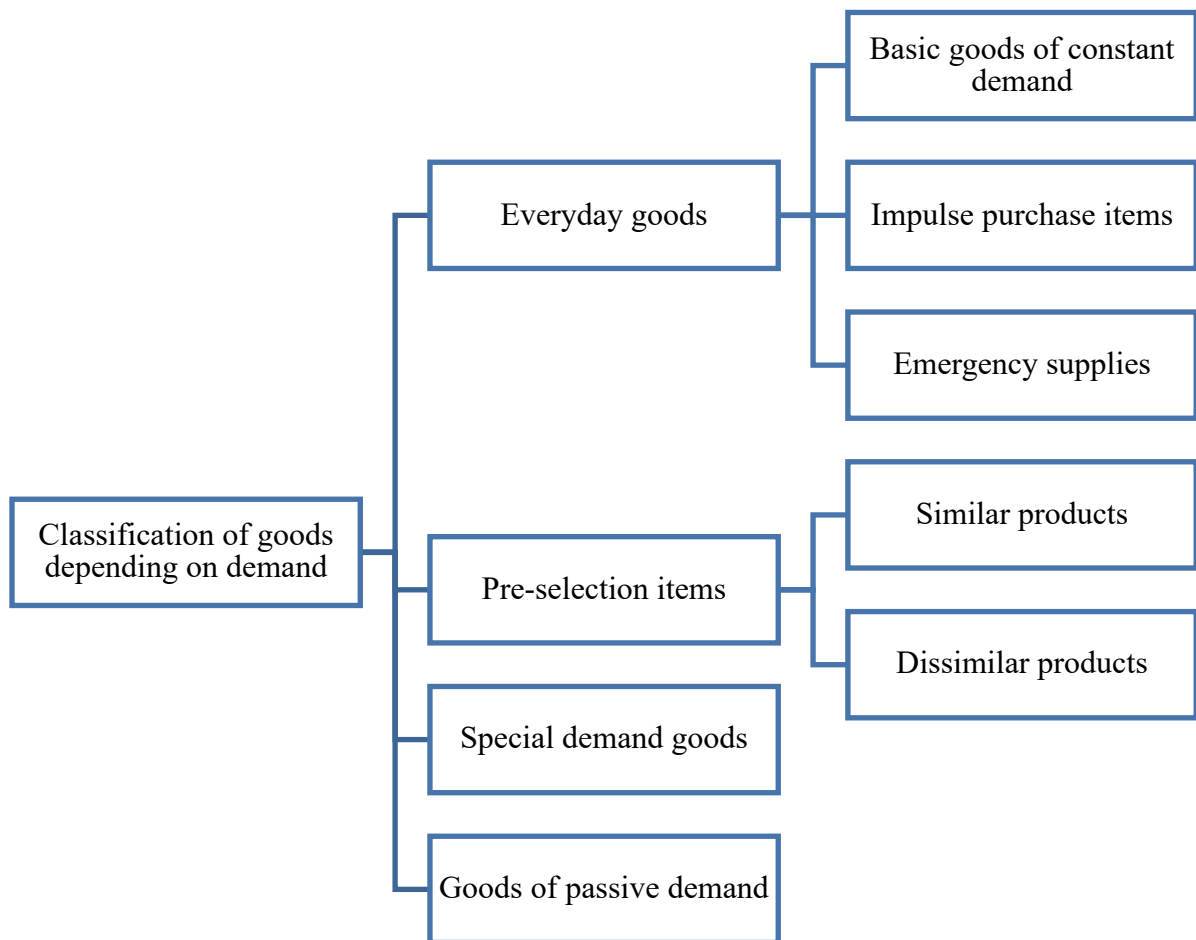 Classification of goods
depending on demand
Everyday goods
Basic goods of constant
demand
Impulse purchase items
Emergency supplies
Pre-selection items
Similar products
Dissimilar products
Special demand goods
Goods of passive demand